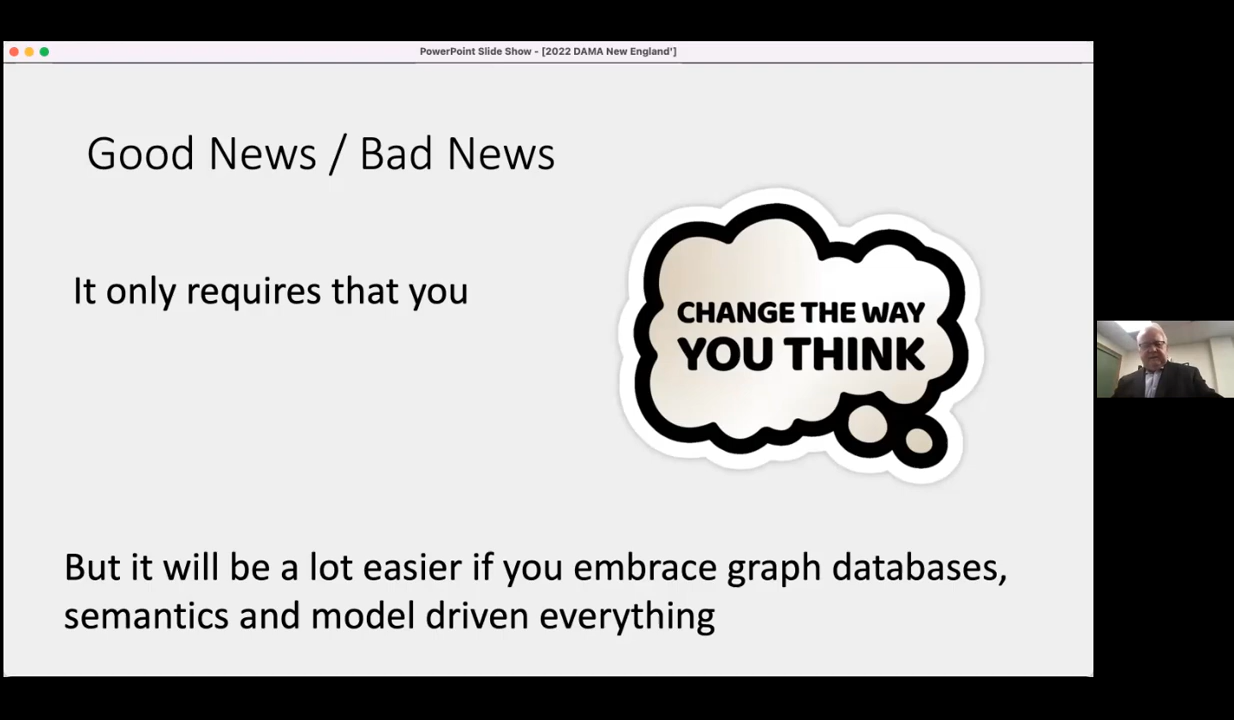 PowerPoint Slide Show - [2022 DAMA New England']
Good News / Bad News
It only requires that you
CHANGE THE WAY
YOU THINK
But it will be a lot easier if you embrace graph databases,
semantics and model driven everything